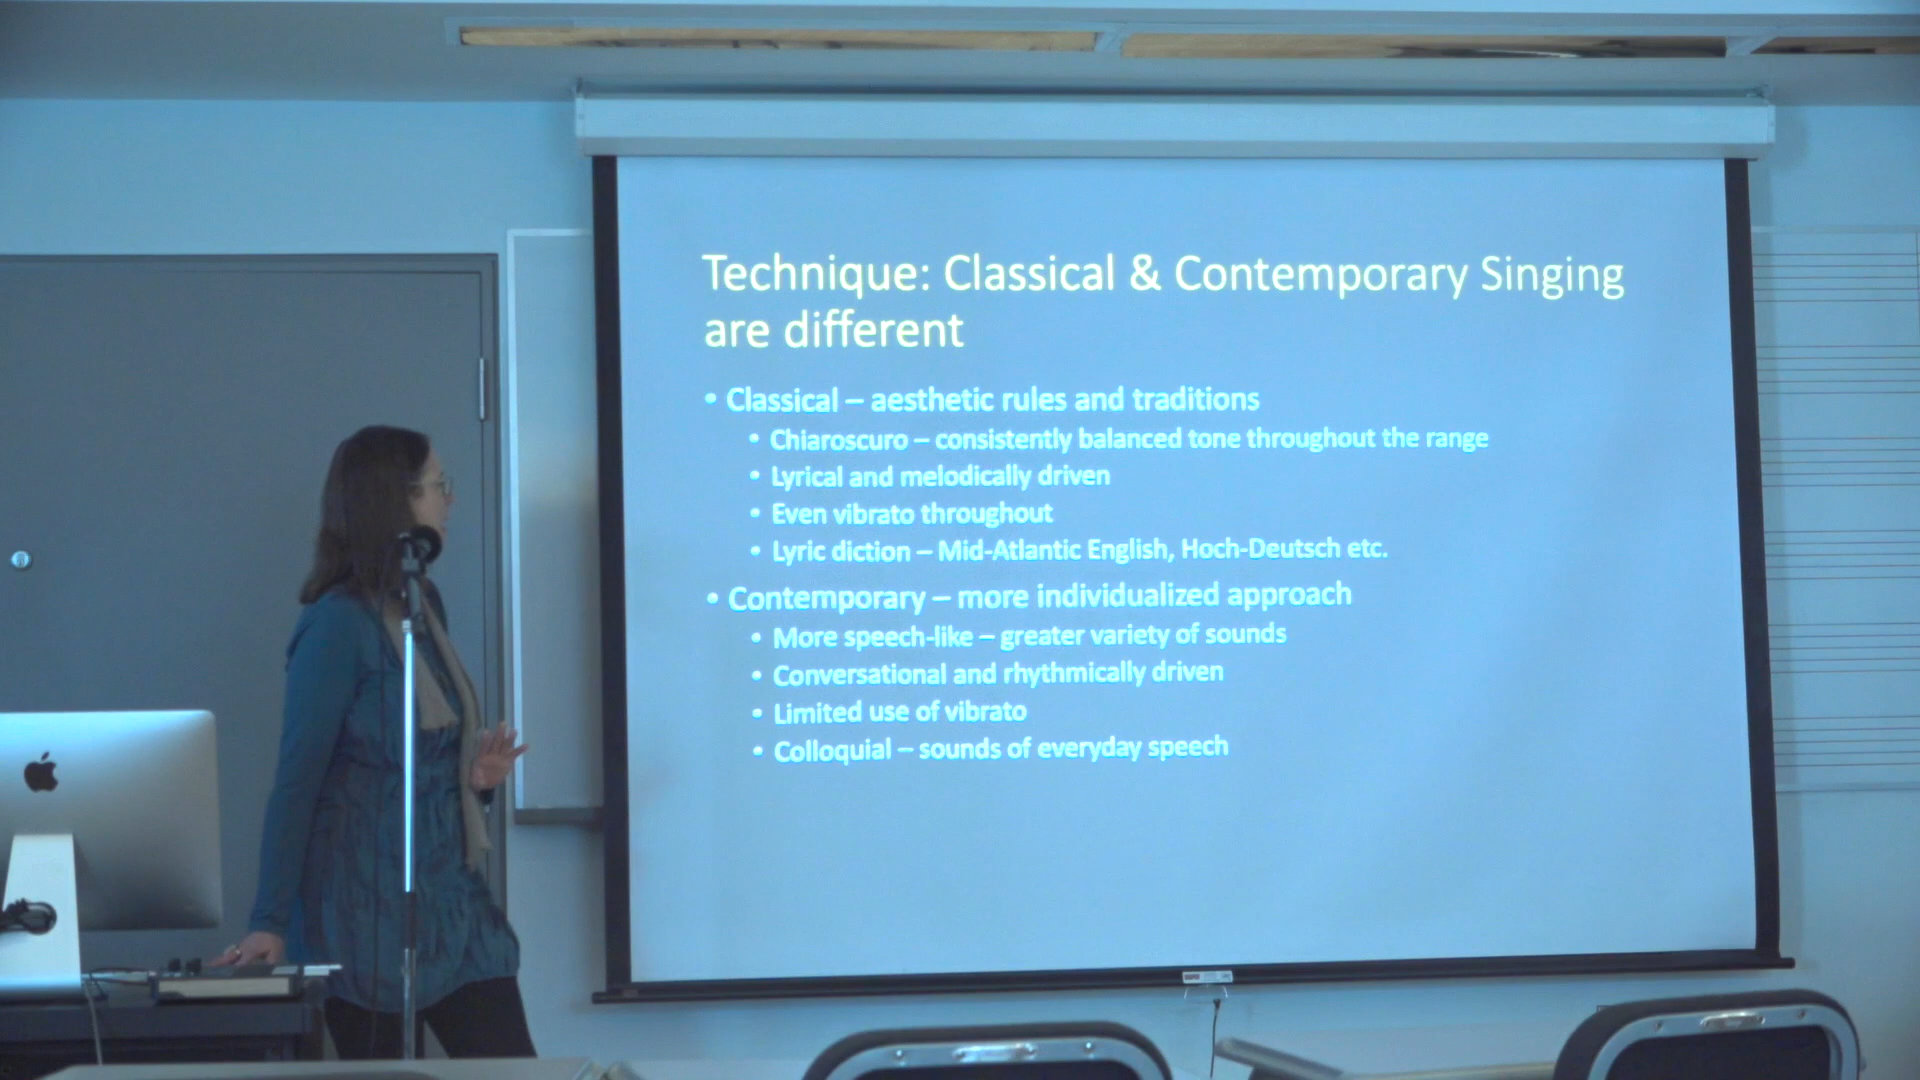 Technique: Classical & Contemporary Singing
are different
• Classical – aesthetic rules and traditions
• Chiaroscuro – consistently balanced tone throughout the range
• Lyrical and melodically driven
• Even vibrato throughout
• Lyric diction – Mid-Atlantic English, Hoch-Deutsch etc.
• Contemporary – more individualized approach
• More speech-like – greater variety of sounds
• Conversational and rhythmically driven
• Limited use of vibrato
• Colloquial – sounds of everyday speech